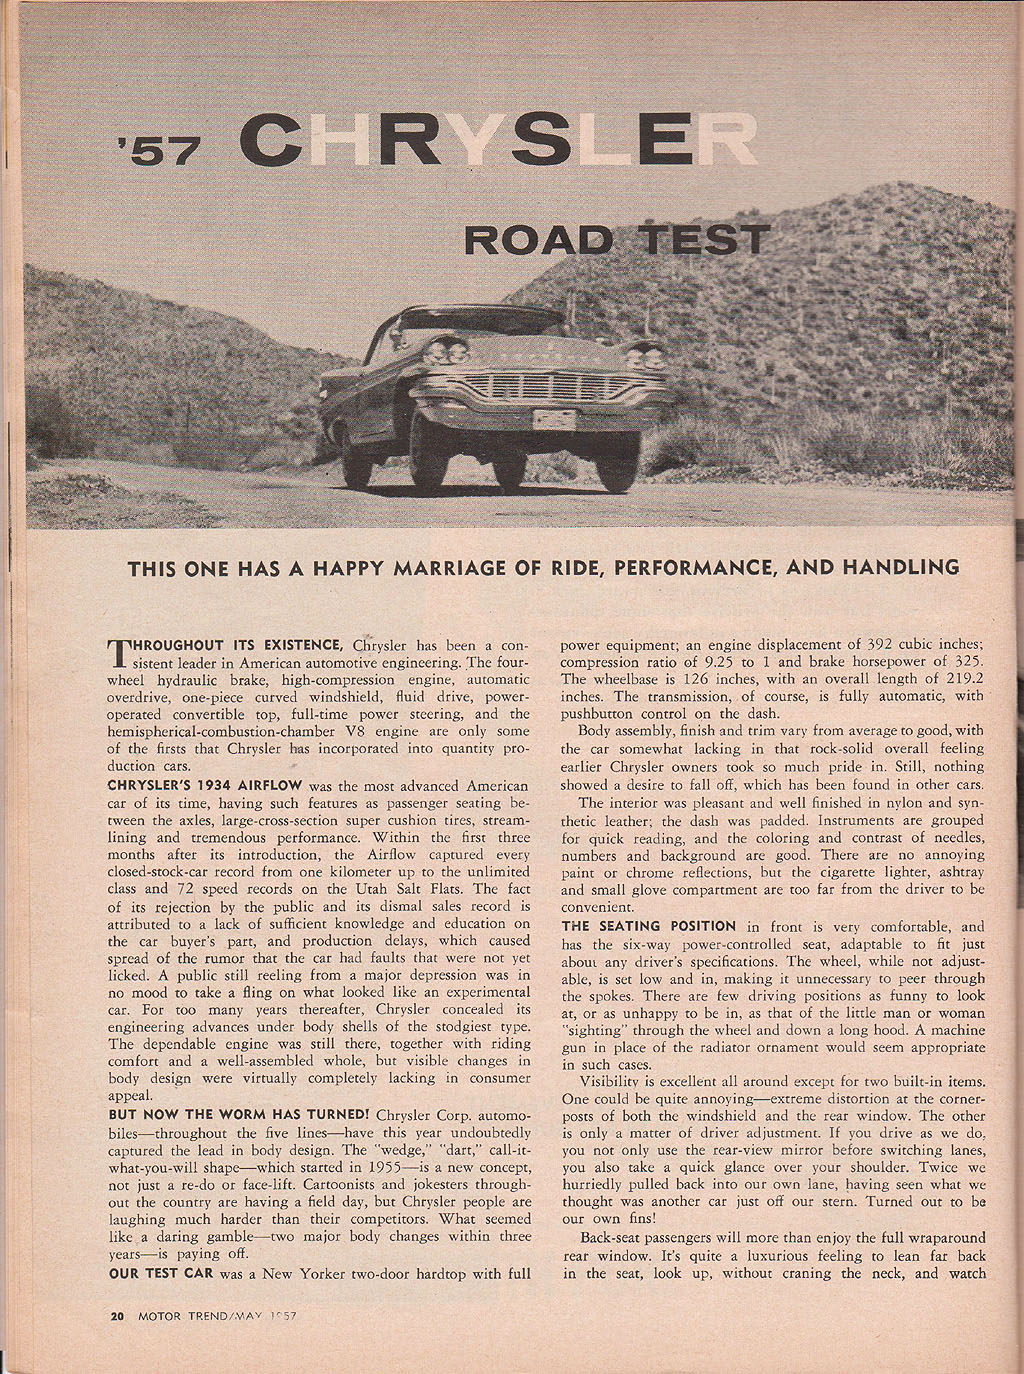 '57 CHRYSLER
ROAD TEST
THIS ONE HAS A HAPPY MARRIAGE OF RIDE, PERFORMANCE, AND HANDLING
THROUGHOUT ITS EXISTENCE, Chrysler has been a con-
sistent leader in American automotive engineering. The four-
wheel hydraulic brake, high-compression engine, automatic
overdrive, one-piece curved windshield, fluid drive, power-
operated convertible top, full-time power steering, and the
hemispherical-combustion-chamber V8 engine are only some
of the firsts that Chrysler has incorporated into quantity pro-
duction cars.
CHRYSLER'S 1934 AIRFLOW was the most advanced American
car of its time, having such features as passenger seating be-
tween the axles, large-cross-section super cushion tires, stream-
lining and tremendous performance. Within the first three
months after its introduction, the Airflow captured every
closed-stock-car record from one kilometer up to the unlimited
class and 72 speed records on the Utah Salt Flats. The fact
of its rejection by the public and its dismal sales record is
attributed to a lack of sufficient knowledge and education on
the car buyer's part, and production delays, which caused
spread of the rumor that the car had faults that were not yet
licked. A public still reeling from a major depression was in
no mood to take a fling on what looked like an experimental
car. For too many years thereafter, Chrysler concealed its
engineering advances under body shells of the stodgiest type.
The dependable engine was still there, together with riding
comfort and a well-assembled whole, but visible changes in
body design were virtually completely lacking in consumer
appeal.
BUT NOW THE WORM HAS TURNED! Chrysler Corp. automo-
biles—throughout the five lines—have this year undoubtedly
captured the lead in body design. The "wedge," "dart," call-it-
what-you-will shape—which started in 1955—is a new concept,
not just a re-do or face-lift. Cartoonists and jokesters through-
out the country are having a field day, but Chrysler people are
laughing much harder than their competitors. What seemed
like a daring gamble—two major body changes within three
years—is paying off.
OUR TEST CAR was a New Yorker two-door hardtop with full
power equipment; an engine displacement of 392 cubic inches;
compression ratio of 9.25 to 1 and brake horsepower of 325.
The wheelbase is 126 inches, with an overall length of 219.2
inches. The transmission, of course, is fully automatic, with
pushbutton control on the dash.
Body assembly, finish and trim vary from average to good, with
the car somewhat lacking in that rock-solid overall feeling
earlier Chrysler owners took so much pride in. Still, nothing
showed a desire to fall off, which has been found in other cars.
The interior was pleasant and well finished in nylon and syn-
thetic leather; the dash was padded. Instruments are grouped
for quick reading, and the coloring and contrast of needles,
numbers and background are good. There are no annoying
paint or chrome reflections, but the cigarette lighter, ashtray
and small glove compartment are too far from the driver to be
convenient.
THE SEATING POSITION in front is very comfortable, and
has the six-way power-controlled seat, adaptable to fit just
about any driver's specifications. The wheel, while not adjust-
able, is set low and in, making it unnecessary to peer through
the spokes. There are few driving positions as funny to look
at, or as unhappy to be in, as that of the little man or woman
"sighting" through the wheel and down a long hood. A machine
gun in place of the radiator ornament would seem appropriate
in such cases.
Visibility is excellent all around except for two built-in items.
One could be quite annoying—extreme distortion at the corner-
posts of both the windshield and the rear window. The other
is only a matter of driver adjustment. If you drive as we do,
you not only use the rear-view mirror before switching lanes,
you also take a quick glance over your shoulder. Twice we
hurriedly pulled back into our own lane, having seen what we
thought was another car just off our stern. Turned out to be
our own fins!
Back-seat passengers will more than enjoy the full wraparound
rear window. It's quite a luxurious feeling to lean far back
in the seat, look up, without craning the neck, and watch
20 MOTOR TREND/MAY 1957